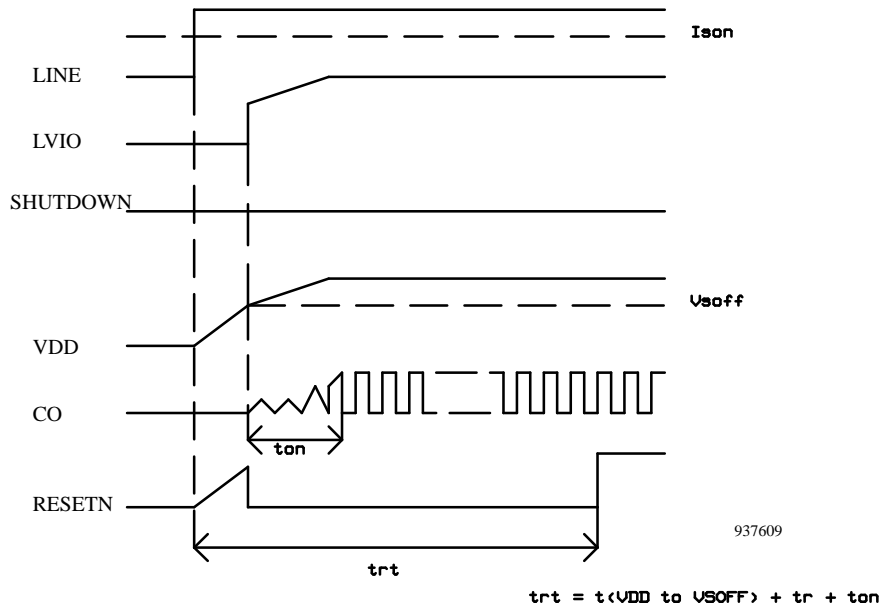 Ison
LINE
LVIO
SHUTDOWN
Vsoff
VDD
CO
ton
RESETN
937609
trt
trt = t(VDD to VSOFF) + tr + ton